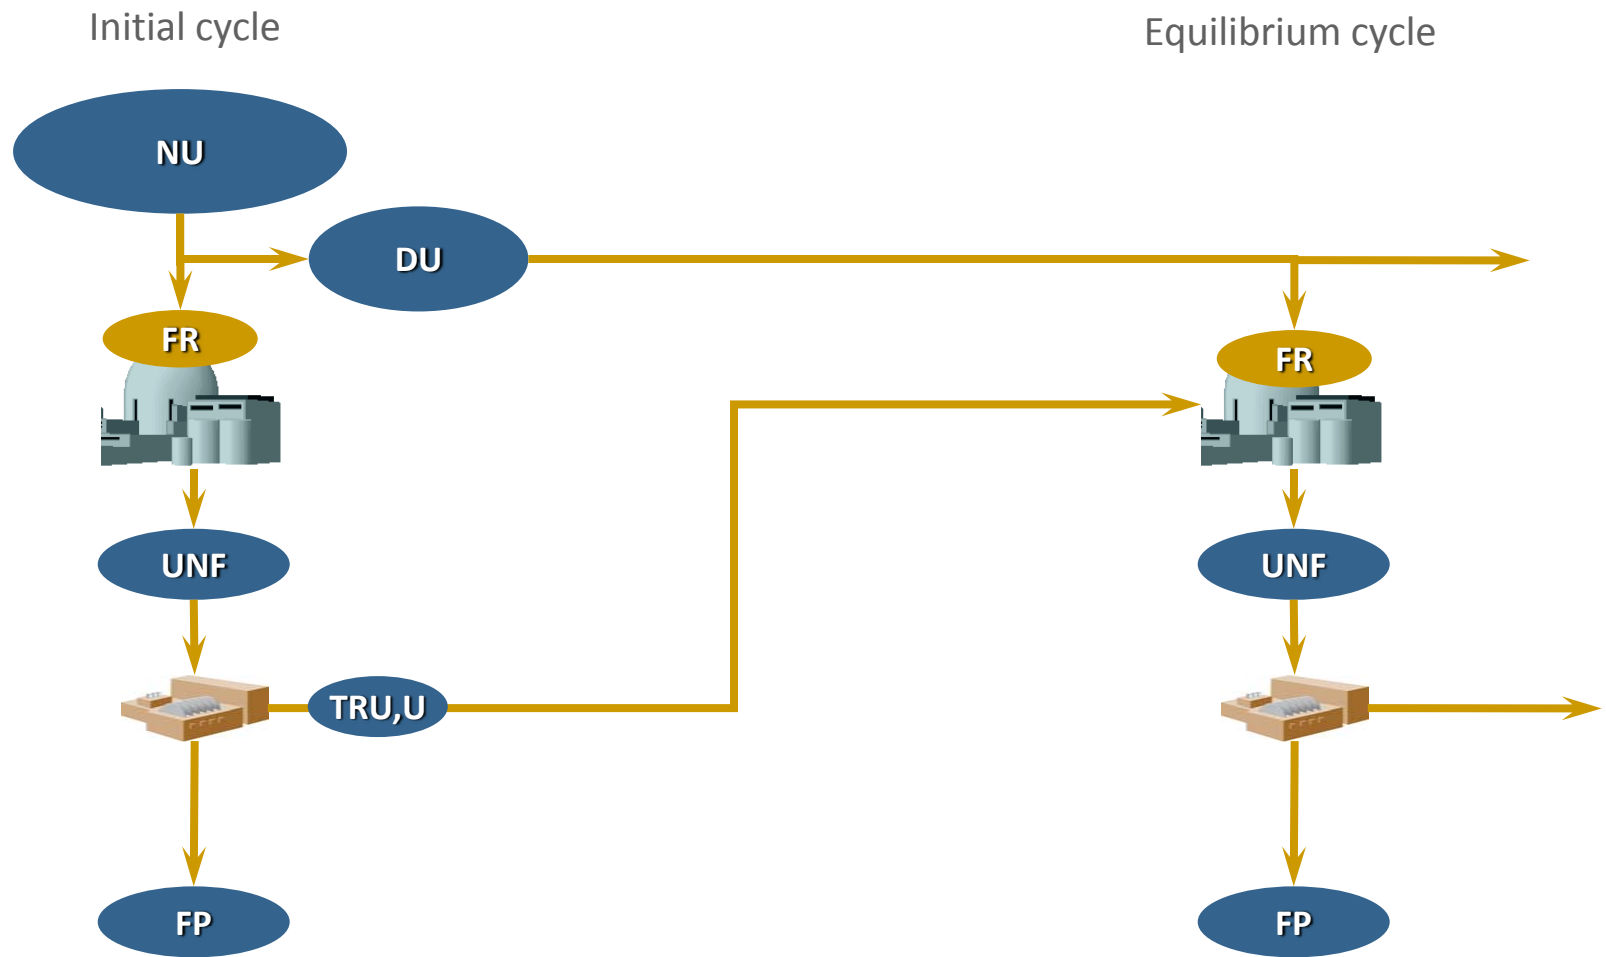 Initial cycle
Equilibrium cycle
NU
DU
FR
FR
UNF
UNF
TRU,U
FP
FP